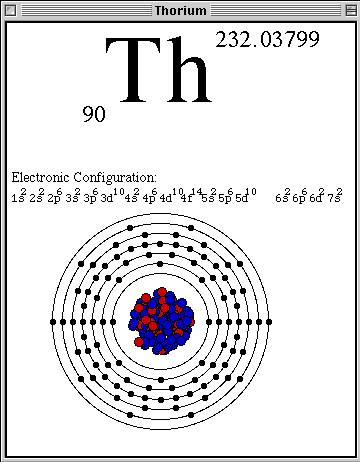 Thorium
Th 232.03799
90
Electronic Configuration:
1s² 2s² 2p⁶ 3s² 3p⁶ 3d¹⁰ 4s² 4p⁶ 4d¹⁰ 4f¹⁴ 5s² 5p⁶ 5d¹⁰ 6s² 6p⁶ 6d² 7s²